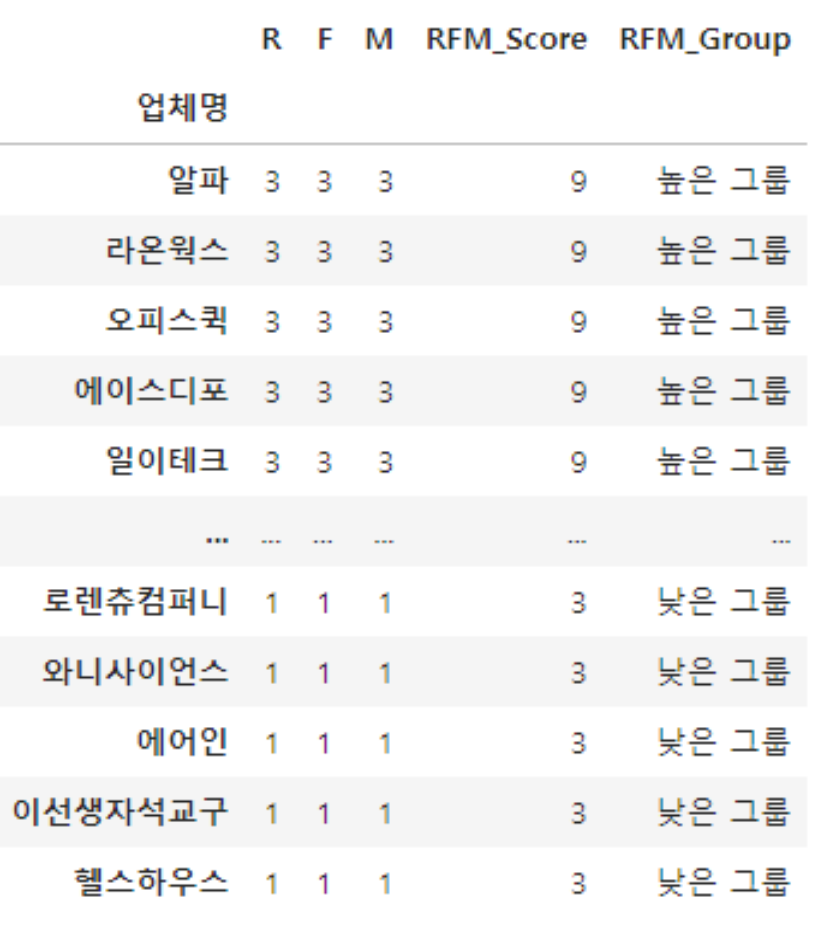 R F M RFM_Score RFM_Group
업체명
알파 3 3 3 9 높은 그룹
라온웍스 3 3 3 9 높은 그룹
오피스퀵 3 3 3 9 높은 그룹
에이스디포 3 3 3 9 높은 그룹
일이테크 3 3 3 9 높은 그룹
... ... ... ... ... ...
로렌츄컴퍼니 1 1 1 3 낮은 그룹
와니사이언스 1 1 1 3 낮은 그룹
에어인 1 1 1 3 낮은 그룹
이선생자석교구 1 1 1 3 낮은 그룹
헬스하우스 1 1 1 3 낮은 그룹